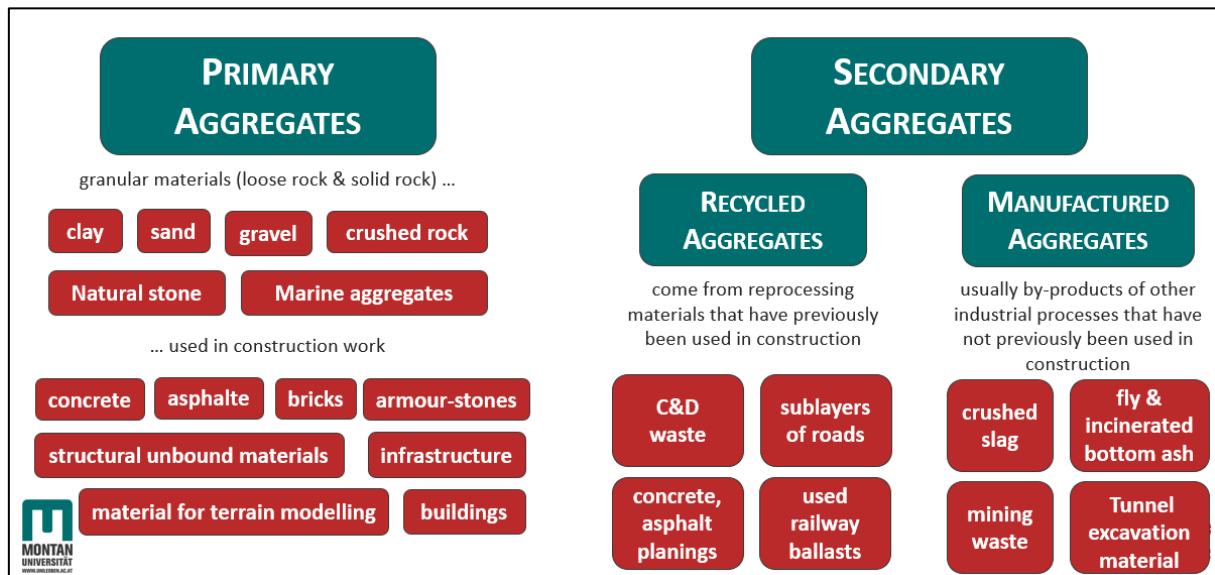 PRIMARY
AGGREGATES
granular materials (loose rock & solid rock) ...
clay
sand
gravel
crushed rock
Natural stone
Marine aggregates
... used in construction work
concrete
asphalte
bricks
armour-stones
structural unbound materials
infrastructure
material for terrain modelling
buildings
MONTAN
UNIVERSITÄT
WWW.UNILEOBEN.AC.AT
SECONDARY
AGGREGATES
RECYCLED
AGGREGATES
come from reprocessing
materials that have previously
been used in construction
C&D
waste
sublayers
of roads
concrete,
asphalt
planings
used
railway
ballasts
MANUFACTURED
AGGREGATES
usually by-products of other
industrial processes that have
not previously been used in
construction
crushed
slag
fly &
incinerated
bottom ash
mining
waste
Tunnel
excavation
material